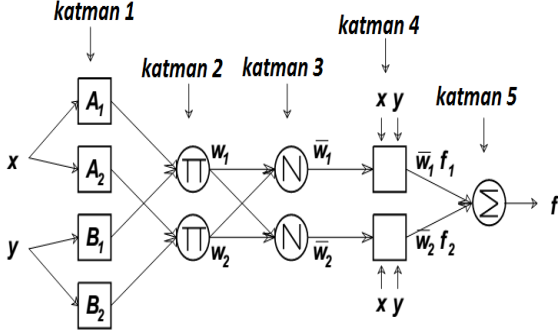 katman 1
katman 4
katman 2 katman 3
x y katman 5
A₁
w₁ w̅₁ w̅₁ f₁
x A₂ Π N
Σ f
y B₁ Π N
w₂ w̅₂ w̅₂ f₂
B₂
x y